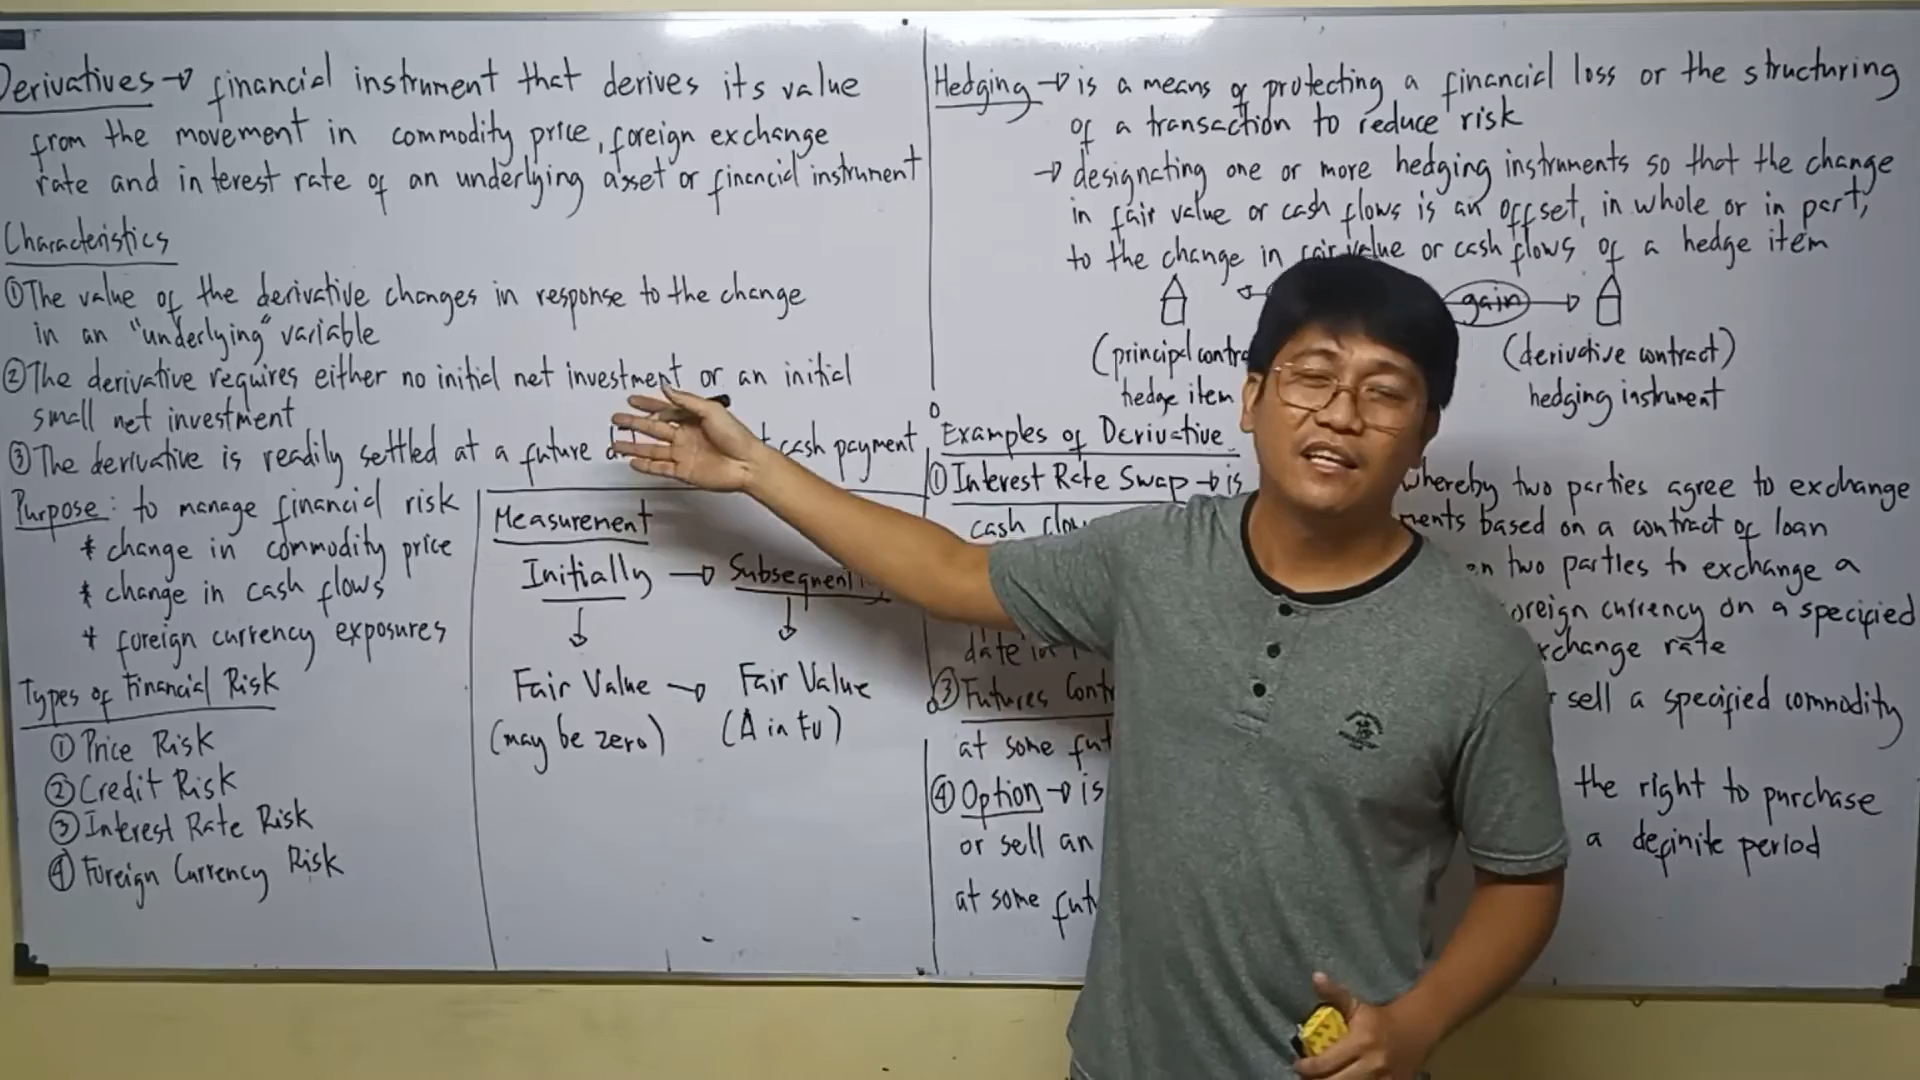 Derivatives → financial instrument that derives its value
from the movement in commodity price, foreign exchange
rate and interest rate of an underlying asset or financial instrument
Characteristics
① The value of the derivative changes in response to the change
in an "underlying" variable
② The derivative requires either no initial net investment or an initial
small net investment
③ The derivative is readily settled at a future cash payment
Purpose: to manage financial risk
* change in commodity price
* change in cash flows
* foreign currency exposures
Types of Financial Risk
① Price Risk
② Credit Risk
③ Interest Rate Risk
④ Foreign Currency Risk
Measurement
Initially → Subsequently
Fair Value → Fair Value
(may be zero) (Δ in FV)
Hedging → is a means of protecting a financial loss or the structuring
of a transaction to reduce risk
→ designating one or more hedging instruments so that the change
in fair value or cash flows is an offset, in whole or in part,
to the change in fair value or cash flows of a hedge item
gain
(principal (derivative contract)
hedge item hedging instrument
Examples of Derivative
① Interest Rate Swap → is whereby two parties agree to exchange
cash based on a contract of loan
two parties to exchange a
foreign currency on a specified
date exchange rate
③ Futures sell a specified commodity
at some
④ Option → is the right to purchase
or sell an a definite period
at some